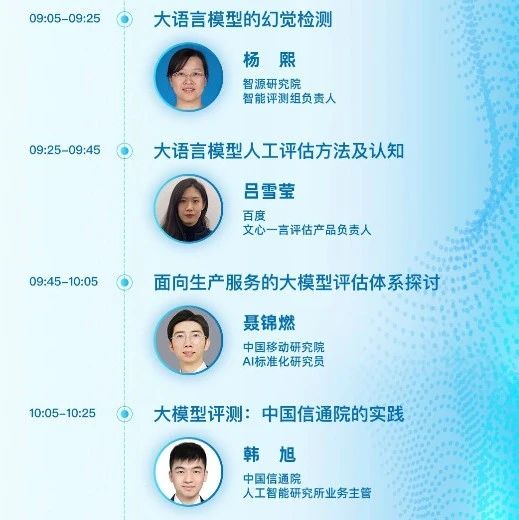 09:05-09:25
大语言模型的幻觉检测
杨 熙
智源研究院
智能评测组负责人
09:25-09:45
大语言模型人工评估方法及认知
吕雪莹
百度
文心一言评估产品负责人
09:45-10:05
面向生产服务的大模型评估体系探讨
聂锦燃
中国移动研究院
AI标准化研究员
10:05-10:25
大模型评测：中国信通院的实践
韩 旭
中国信通院
人工智能研究所业务主管